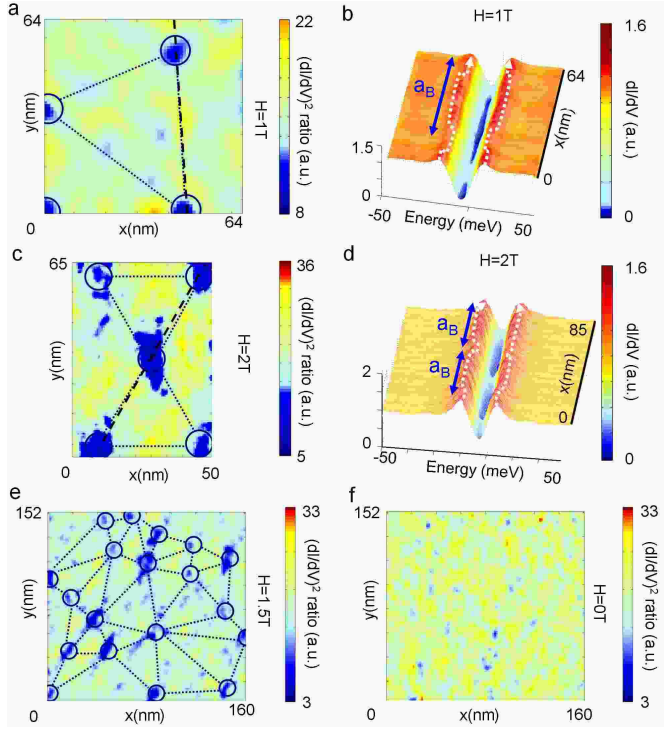 a
64
y(nm)
0
x(nm)
64
22
8
(dI/dV)² ratio (a.u.)
H=1T
b
H=1T
a_B
1.5
0
-50
Energy (meV)
50
0
x(nm)
64
1.6
0
dI/dV (a.u.)
c
65
y(nm)
0
x(nm)
50
36
5
(dI/dV)² ratio (a.u.)
H=2T
d
H=2T
a_B
a_B
2
0
-50
Energy (meV)
50
0
x(nm)
85
1.6
0
dI/dV (a.u.)
e
152
y(nm)
0
x(nm)
160
33
3
(dI/dV)² ratio (a.u.)
H=1.5T
f
152
y(nm)
0
x(nm)
160
33
3
(dI/dV)² ratio (a.u.)
H=0T